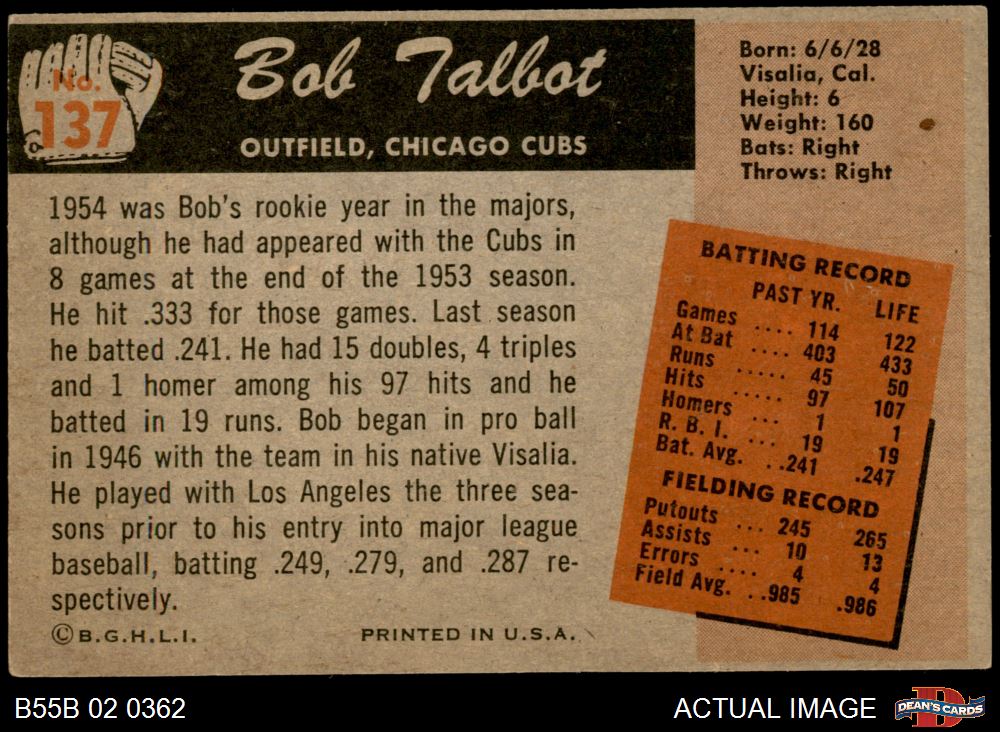 No.
137
Bob Talbot
OUTFIELD, CHICAGO CUBS
Born: 6/6/28
Visalia, Cal.
Height: 6
Weight: 160
Bats: Right
Throws: Right
1954 was Bob's rookie year in the majors,
although he had appeared with the Cubs in
8 games at the end of the 1953 season.
He hit .333 for those games. Last season
he batted .241. He had 15 doubles, 4 triples
and 1 homer among his 97 hits and he
batted in 19 runs. Bob began in pro ball
in 1946 with the team in his native Visalia.
He played with Los Angeles the three sea-
sons prior to his entry into major league
baseball, batting .249, .279, and .287 re-
spectively.
©B.G.H.L.I. PRINTED IN U.S.A.
BATTING RECORD
PAST YR. LIFE
Games .... 114 122
At Bat .... 403 433
Runs ..... 45 50
Hits ..... 97 107
Homers ... 1 1
R. B. I. ... 19 19
Bat. Avg. ..241 .247
FIELDING RECORD
Putouts ... 245 265
Assists ... 10 13
Errors .... 4 4
Field Avg. ..985 .986
B55B 02 0362 ACTUAL IMAGE
DEAN'S CARDS